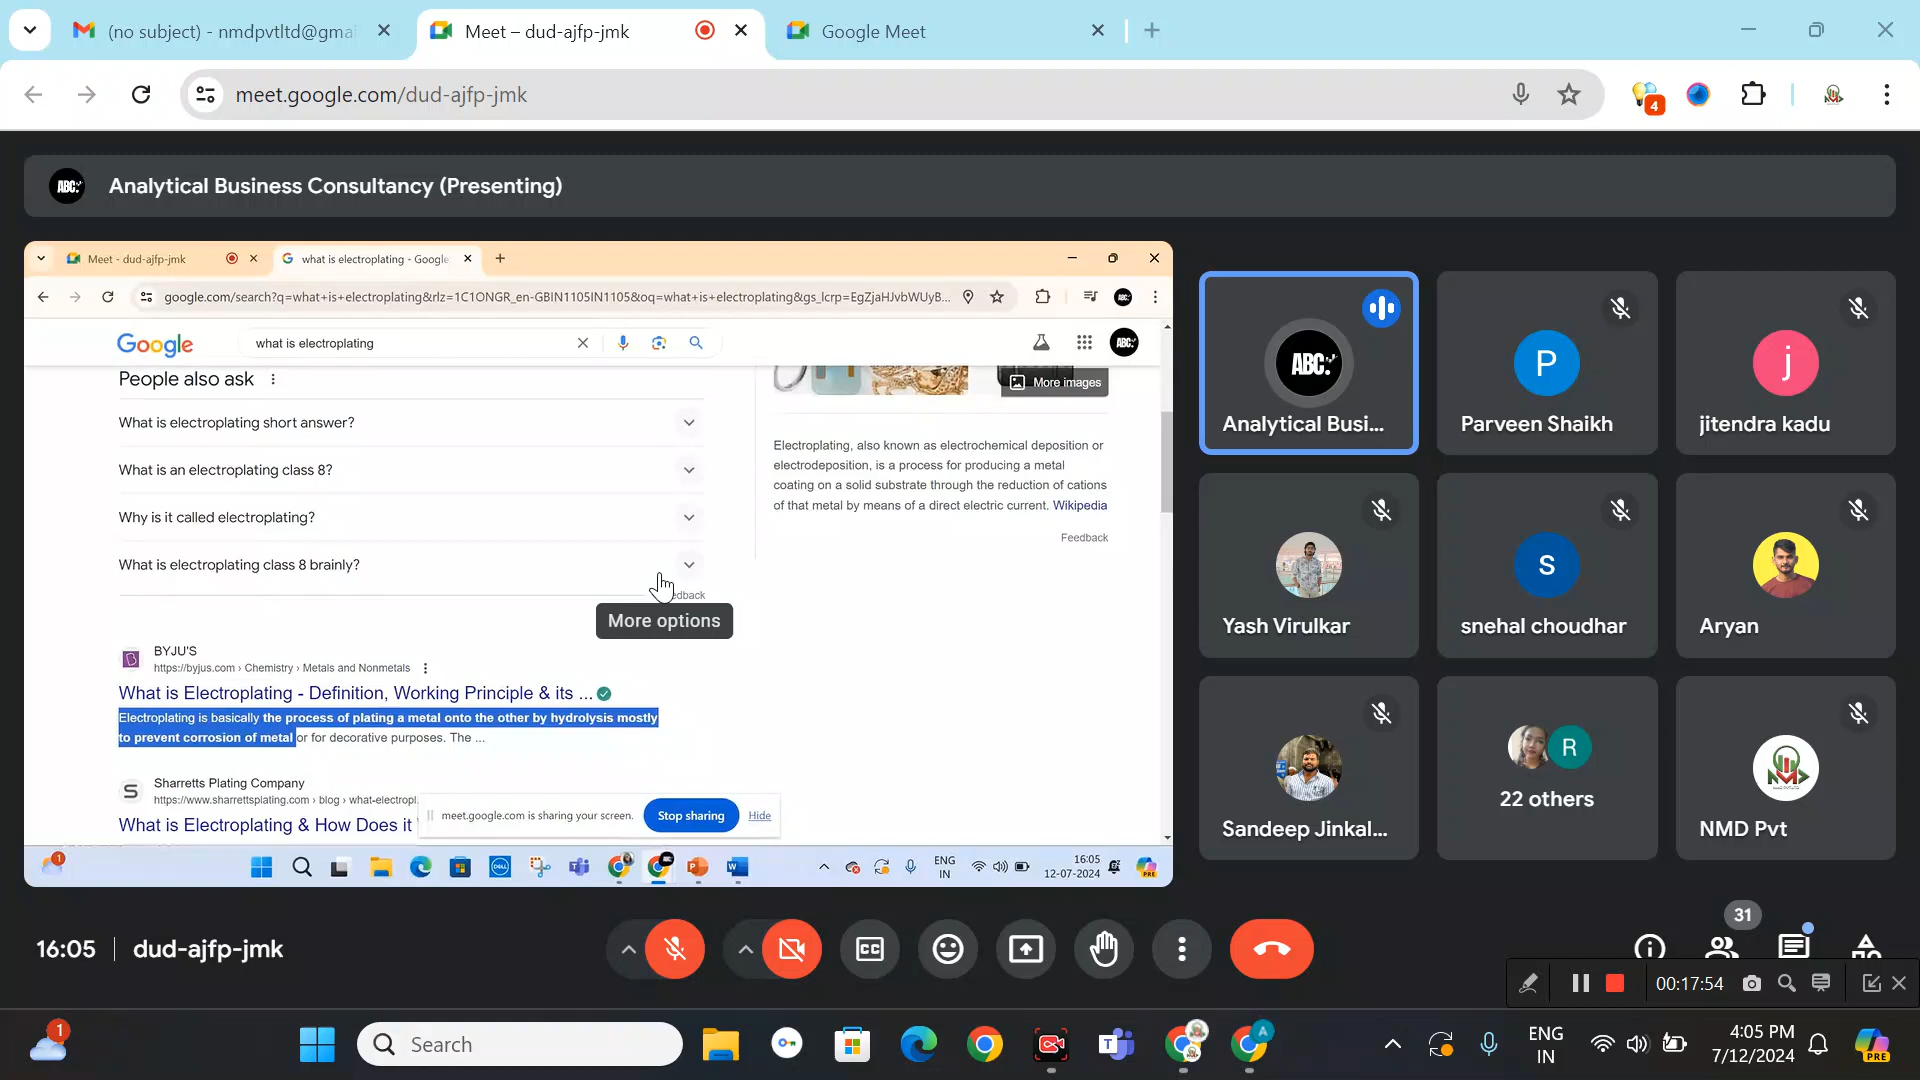 (no subject) - nmdpvtltd@gmai
Meet – dud-ajfp-jmk
Google Meet
meet.google.com/dud-ajfp-jmk
4
ABC
Analytical Business Consultancy (Presenting)
Meet - dud-ajfp-jmk
what is electroplating - Google
google.com/search?q=what+is+electroplating&rlz=1C1ONGR_en-GBIN1105IN1105&oq=what+is+electroplating&gs_lcrp=EgZjaHJvbWUyB...
Google
what is electroplating
ABC
People also ask
More images
What is electroplating short answer?
What is an electroplating class 8?
Why is it called electroplating?
What is electroplating class 8 brainly?
edback
More options
Electroplating, also known as electrochemical deposition or
electrodeposition, is a process for producing a metal
coating on a solid substrate through the reduction of cations
of that metal by means of a direct electric current. Wikipedia
Feedback
BYJU'S
https://byjus.com › Chemistry › Metals and Nonmetals
What is Electroplating - Definition, Working Principle & its ...
Electroplating is basically the process of plating a metal onto the other by hydrolysis mostly
to prevent corrosion of metal or for decorative purposes. The ...
S
Sharretts Plating Company
https://www.sharrettsplating.com › blog › what-electropl.
What is Electroplating & How Does it
meet.google.com is sharing your screen.
Stop sharing
Hide
1
ENG
IN
16:05
12-07-2024
PRE
ABC
Analytical Busi...
P
Parveen Shaikh
j
jitendra kadu
Yash Virulkar
s
snehal choudhar
Aryan
Sandeep Jinkal...
R
22 others
NMD Pvt
16:05
dud-ajfp-jmk
CC
31
00:17:54
1
Search
A
ENG
IN
4:05 PM
7/12/2024
PRE